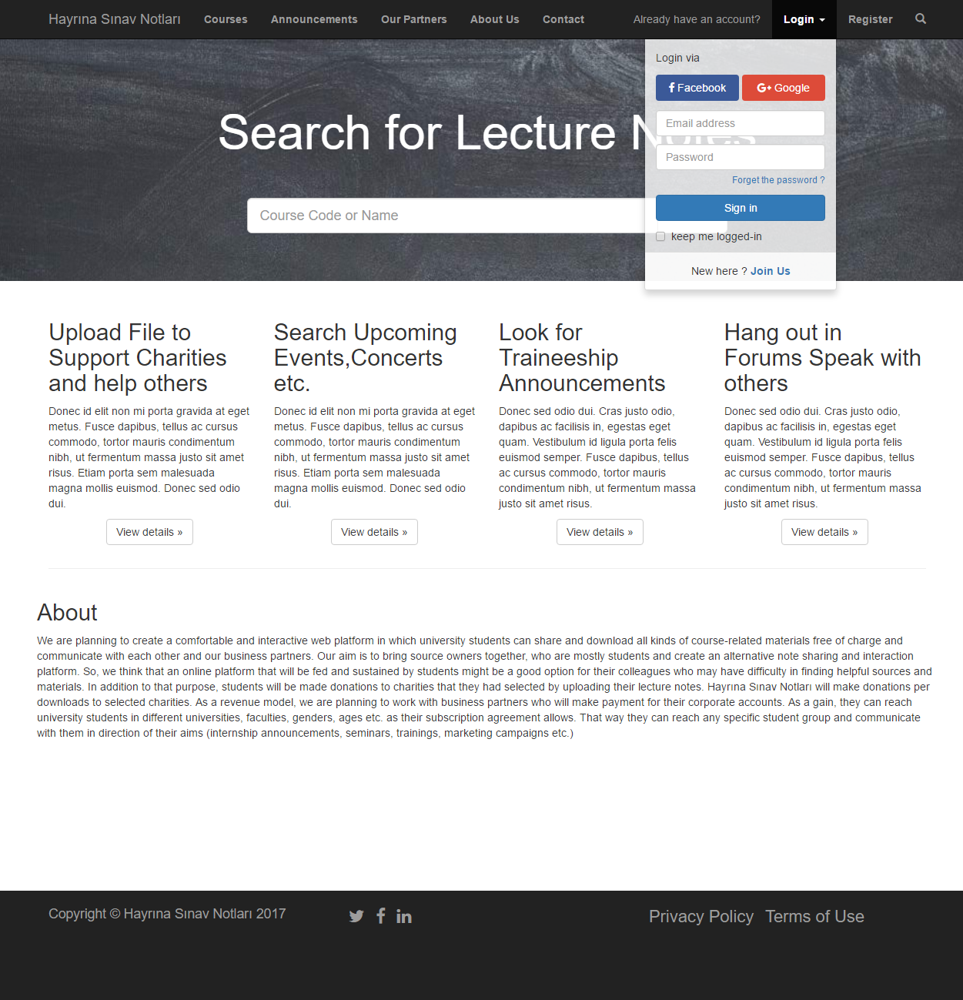 Hayrına Sınav Notları Courses Announcements Our Partners About Us Contact Already have an account? Login Register
Login via
Facebook Google
Search for Lecture Notes
Email address
Password
Forget the password ?
Course Code or Name
Sign in
keep me logged-in
New here ? Join Us
Upload File to
Support Charities
and help others
Donec id elit non mi porta gravida at eget
metus. Fusce dapibus, tellus ac cursus
commodo, tortor mauris condimentum
nibh, ut fermentum massa justo sit amet
risus. Etiam porta sem malesuada
magna mollis euismod. Donec sed odio
dui.
View details »
Search Upcoming
Events,Concerts
etc.
Donec id elit non mi porta gravida at eget
metus. Fusce dapibus, tellus ac cursus
commodo, tortor mauris condimentum
nibh, ut fermentum massa justo sit amet
risus. Etiam porta sem malesuada
magna mollis euismod. Donec sed odio
dui.
View details »
Look for
Traineeship
Announcements
Donec sed odio dui. Cras justo odio,
dapibus ac facilisis in, egestas eget
quam. Vestibulum id ligula porta felis
euismod semper. Fusce dapibus, tellus
ac cursus commodo, tortor mauris
condimentum nibh, ut fermentum massa
justo sit amet risus.
View details »
Hang out in
Forums Speak with
others
Donec sed odio dui. Cras justo odio,
dapibus ac facilisis in, egestas eget
quam. Vestibulum id ligula porta felis
euismod semper. Fusce dapibus, tellus
ac cursus commodo, tortor mauris
condimentum nibh, ut fermentum massa
justo sit amet risus.
View details »
About
We are planning to create a comfortable and interactive web platform in which university students can share and download all kinds of course-related materials free of charge and
communicate with each other and our business partners. Our aim is to bring source owners together, who are mostly students and create an alternative note sharing and interaction
platform. So, we think that an online platform that will be fed and sustained by students might be a good option for their colleagues who may have difficulty in finding helpful sources and
materials. In addition to that purpose, students will be made donations to charities that they had selected by uploading their lecture notes. Hayrına Sınav Notları will make donations per
downloads to selected charities. As a revenue model, we are planning to work with business partners who will make payment for their corporate accounts. As a gain, they can reach
university students in different universities, faculties, genders, ages etc. as their subscription agreement allows. That way they can reach any specific student group and communicate
with them in direction of their aims (internship announcements, seminars, trainings, marketing campaigns etc.)
Copyright © Hayrına Sınav Notları 2017 Privacy Policy Terms of Use